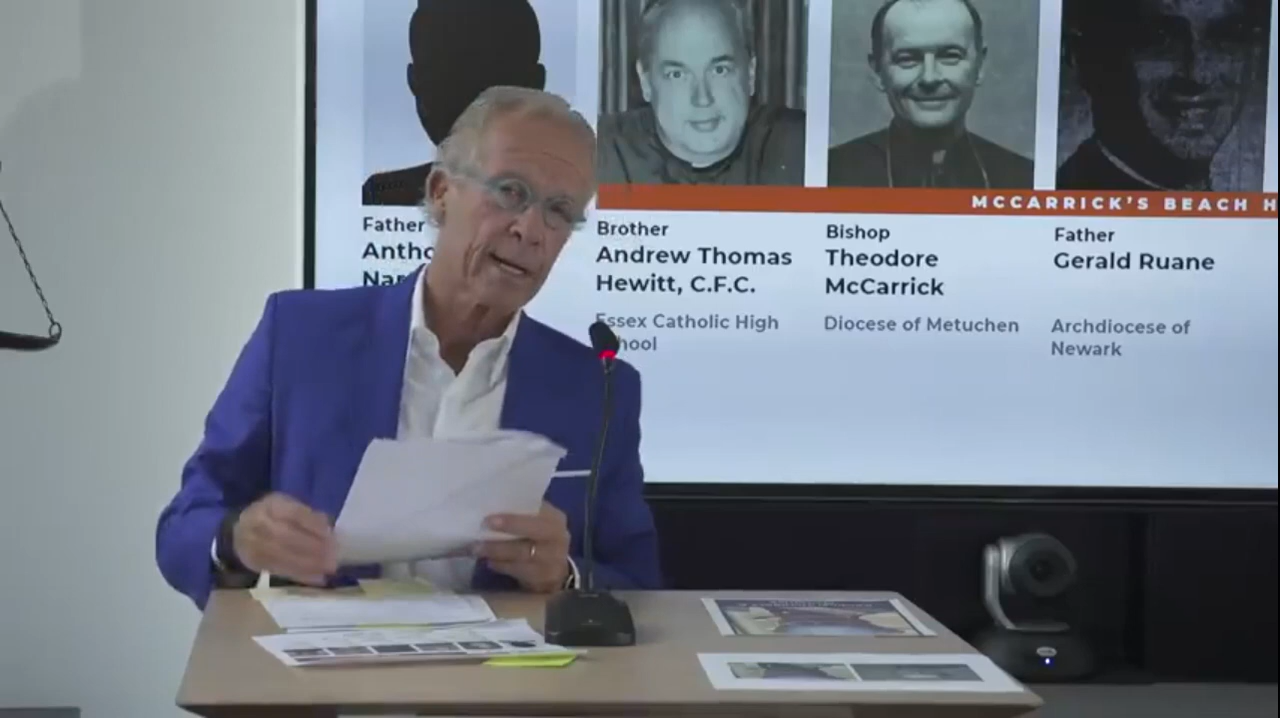 MCCARRICK'S BEACH H
Father
Brother
Andrew Thomas
Hewitt, C.F.C.
Essex Catholic High
School
Bishop
Theodore
McCarrick
Diocese of Metuchen
Father
Gerald Ruane
Archdiocese of
Newark